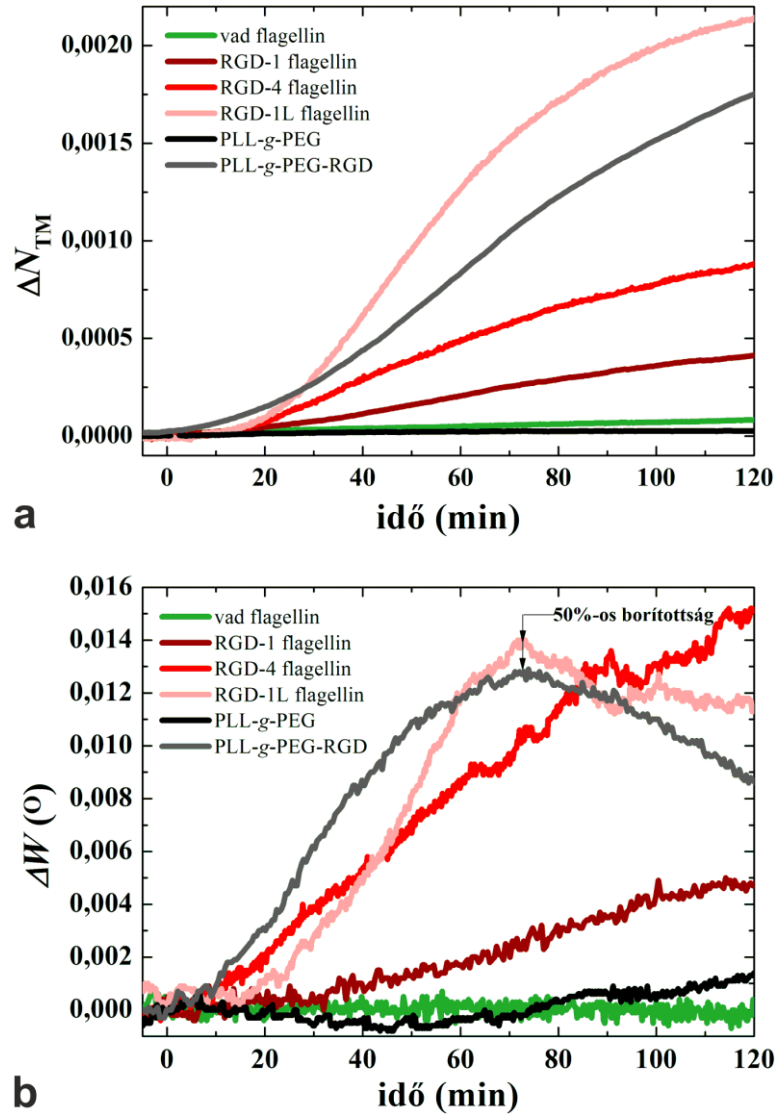 0,0020
0,0015
0,0010
0,0005
0,0000
ΔN_TM
vad flagellin
RGD-1 flagellin
RGD-4 flagellin
RGD-1L flagellin
PLL-g-PEG
PLL-g-PEG-RGD
0 20 40 60 80 100 120
idő (min)
a
0,016
0,014
0,012
0,010
0,008
0,006
0,004
0,002
0,000
ΔW (°)
vad flagellin
RGD-1 flagellin
RGD-4 flagellin
RGD-1L flagellin
PLL-g-PEG
PLL-g-PEG-RGD
50%-os borítottság
0 20 40 60 80 100 120
idő (min)
b